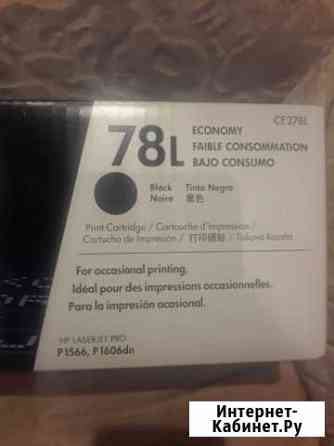 CE278L
78L
ECONOMY
FAIBLE CONSOMMATION
BAJO CONSUMO
Black Tinta Negra
Noire 黑色
Print Cartridge / Cartouche d'impression /
Cartucho de Impresión / 打印碳粉 /
For occasional printing.
Idéal pour des impressions occasionnelles.
Para la impresión ocasional.
HP LASERJET PRO
P1566, P1606dn
Интернет-
Кабинет.Ру